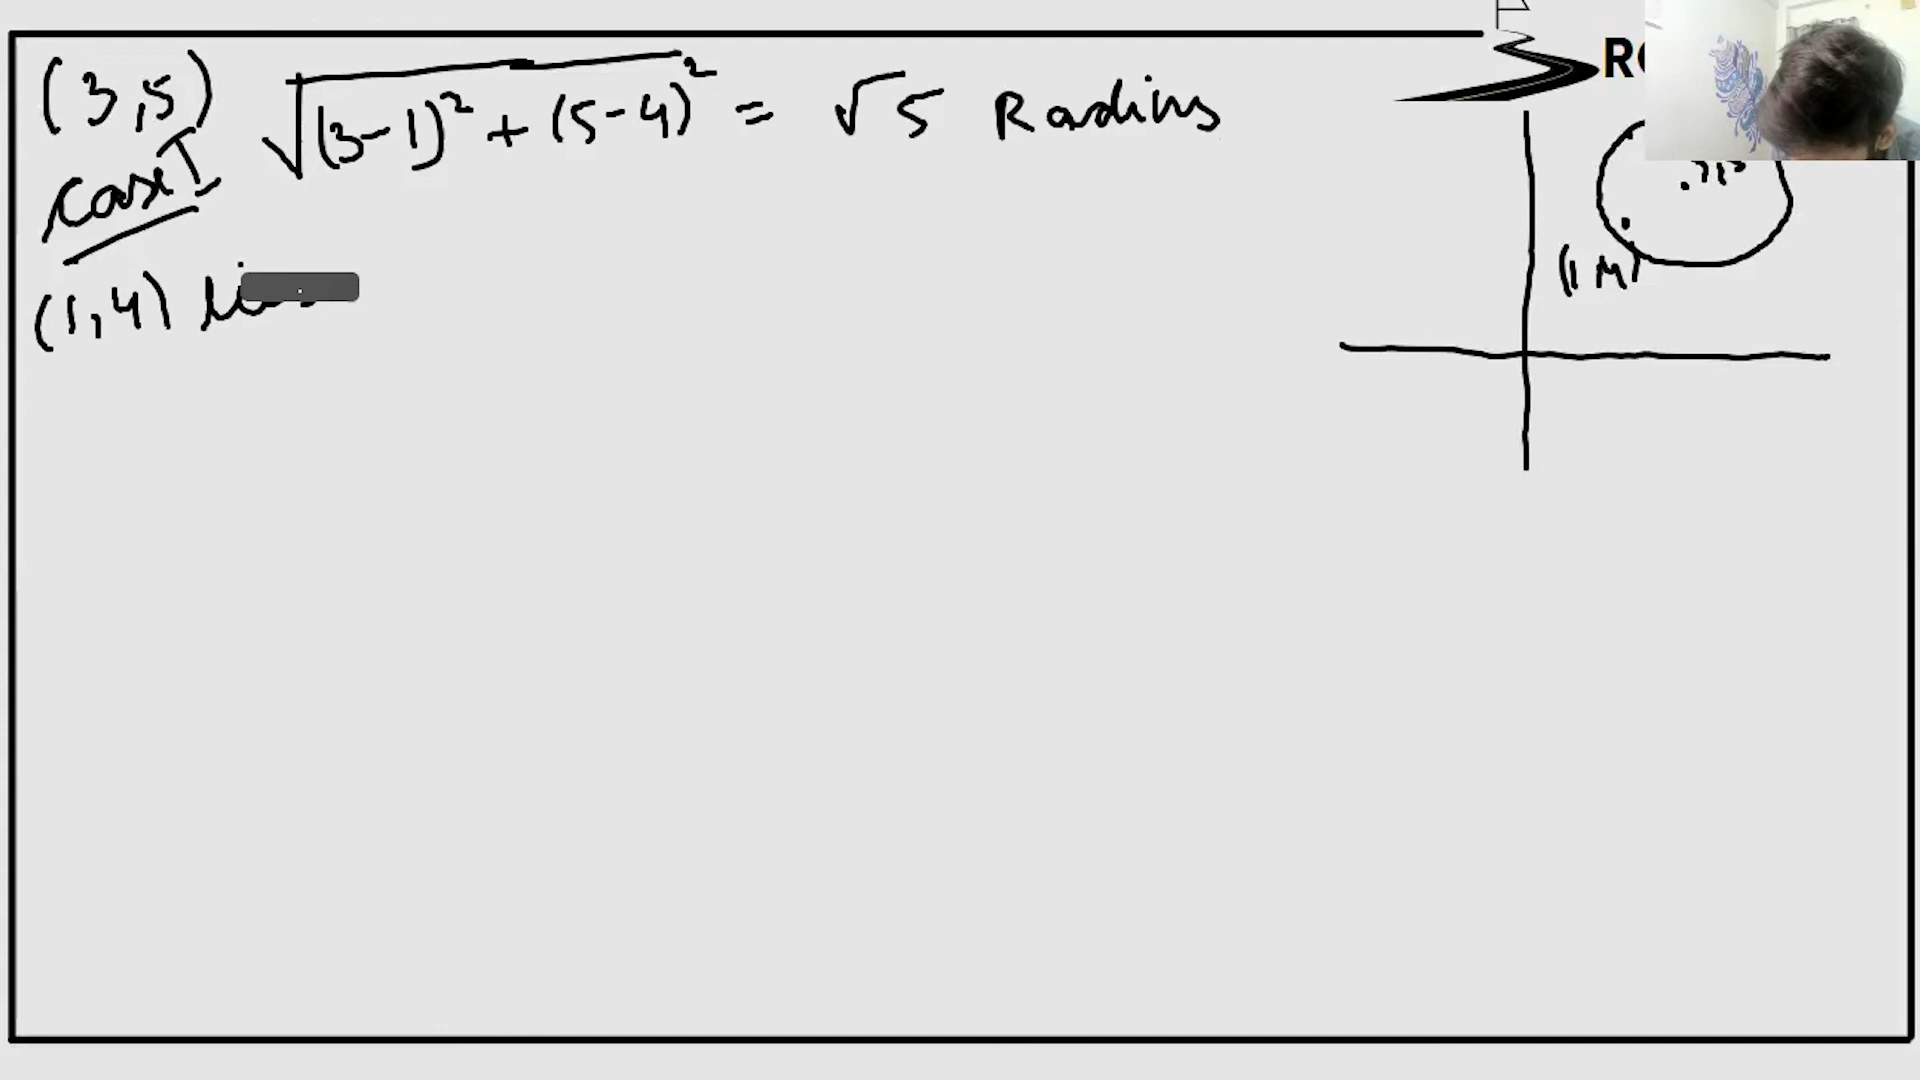 (3,5) √(3-1)² + (5-4)² = √5 Radius
Case I
(1,4)
(1,4)